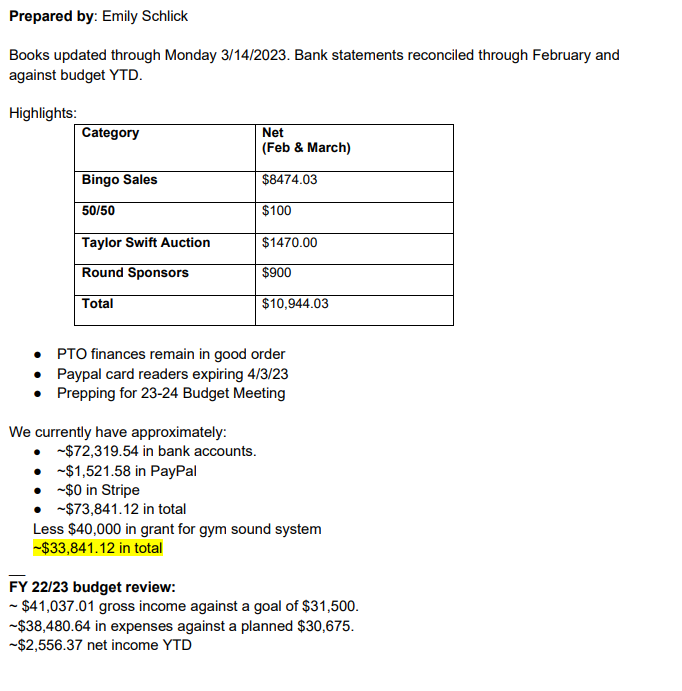 Prepared by: Emily Schlick
Books updated through Monday 3/14/2023. Bank statements reconciled through February and
against budget YTD.
Highlights:
Category Net
(Feb & March)
Bingo Sales $8474.03
50/50 $100
Taylor Swift Auction $1470.00
Round Sponsors $900
Total $10,944.03
● PTO finances remain in good order
● Paypal card readers expiring 4/3/23
● Prepping for 23-24 Budget Meeting
We currently have approximately:
● ~$72,319.54 in bank accounts.
● ~$1,521.58 in PayPal
● ~$0 in Stripe
● ~$73,841.12 in total
Less $40,000 in grant for gym sound system
~$33,841.12 in total
FY 22/23 budget review:
~ $41,037.01 gross income against a goal of $31,500.
~$38,480.64 in expenses against a planned $30,675.
~$2,556.37 net income YTD